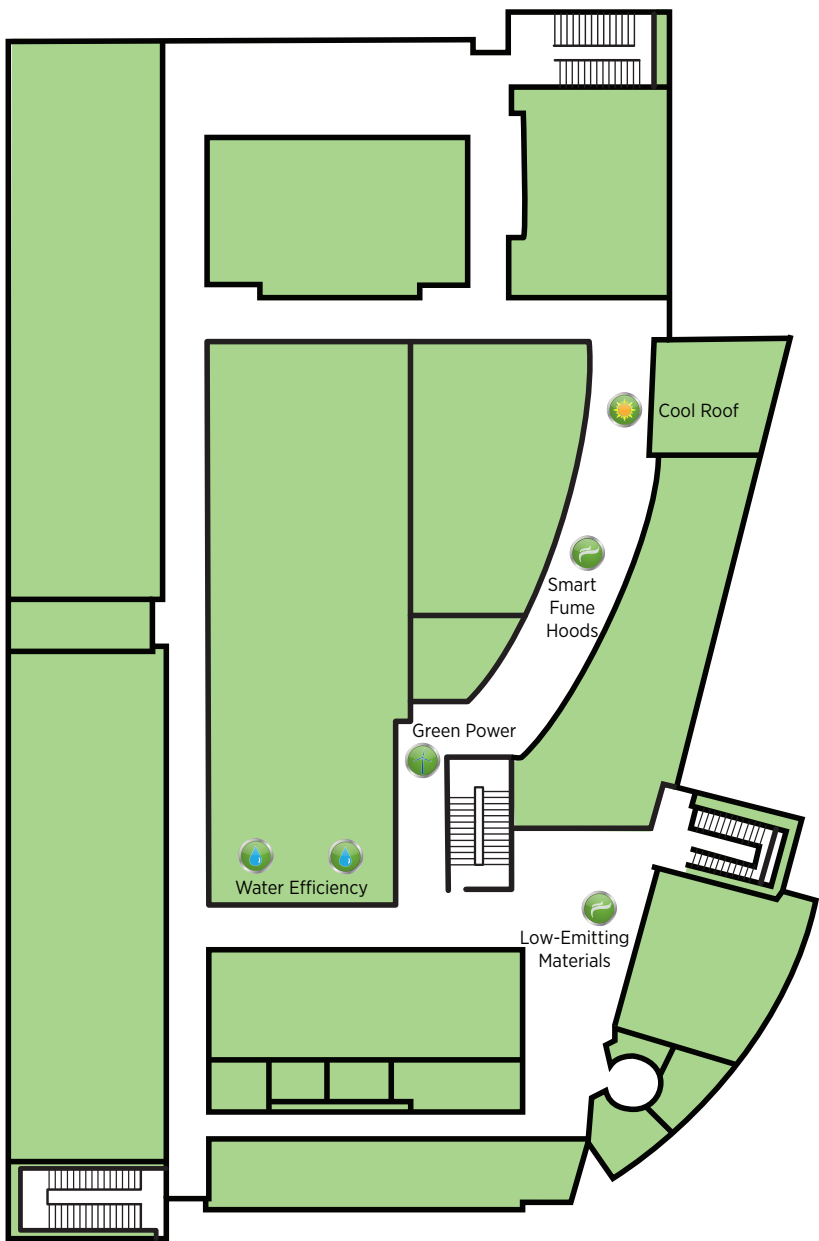 Cool Roof
Smart
Fume
Hoods
Green Power
Water Efficiency
Low-Emitting
Materials